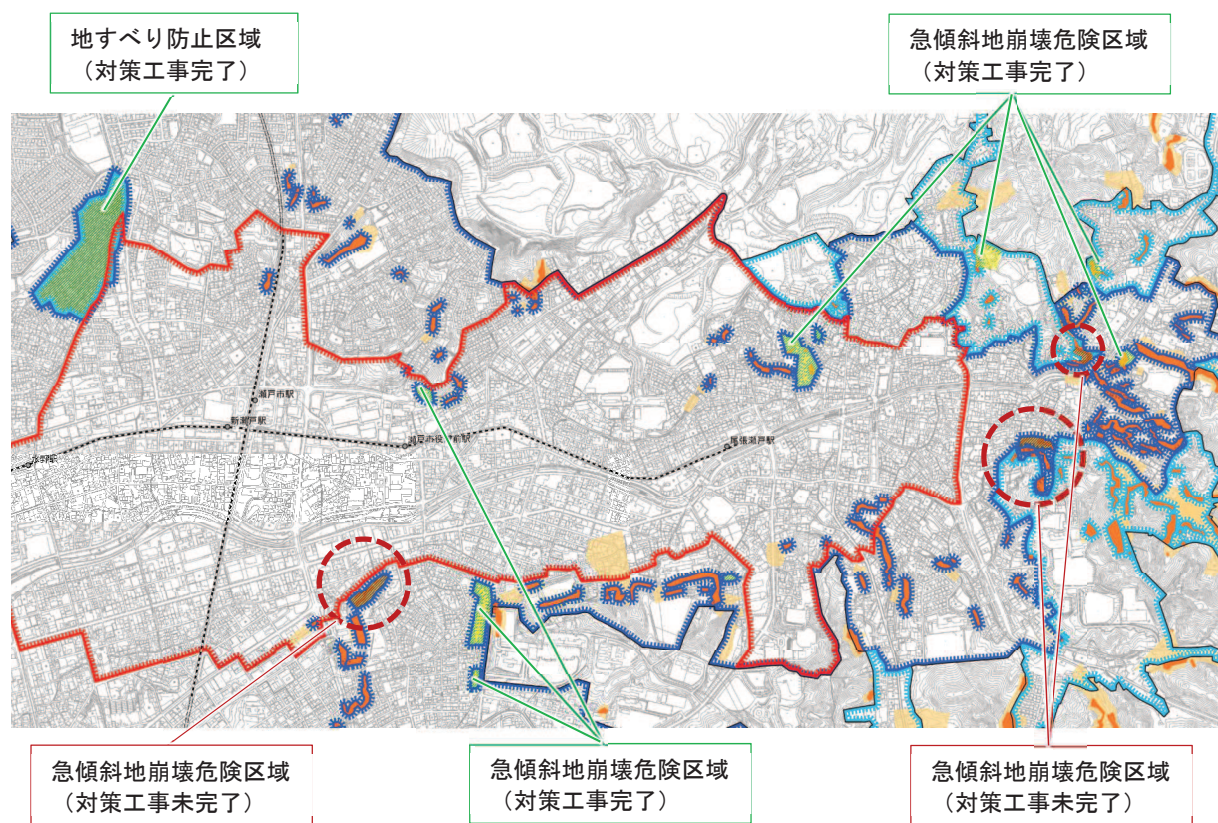 地すべり防止区域
(対策工事完了)
急傾斜地崩壊危険区域
(対策工事完了)
瀬戸市駅
新瀬戸駅
瀬戸市役所前駅
尾張瀬戸駅
水野駅
急傾斜地崩壊危険区域
(対策工事未完了)
急傾斜地崩壊危険区域
(対策工事完了)
急傾斜地崩壊危険区域
(対策工事未完了)